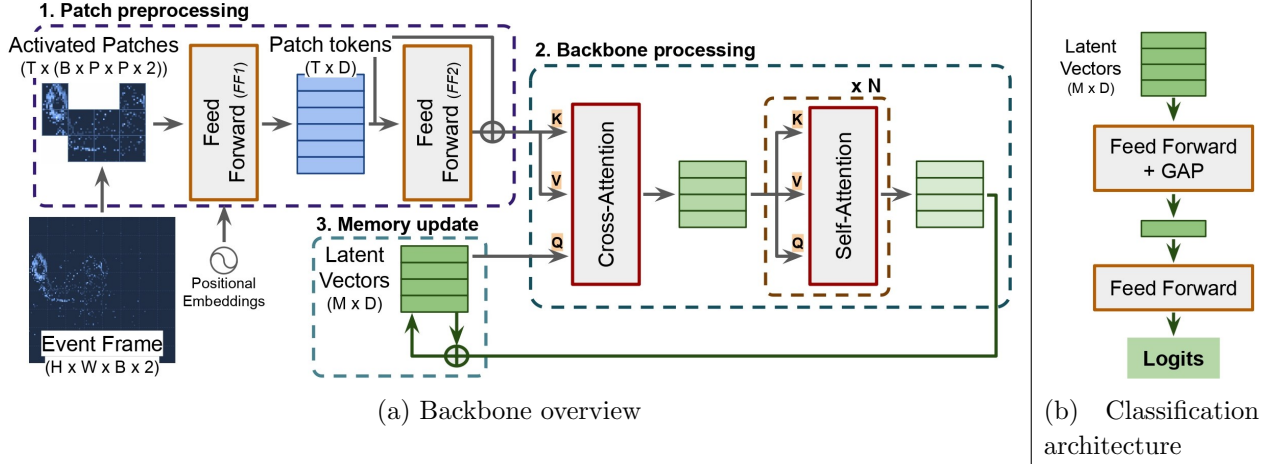 1. Patch preprocessing
Activated Patches
(T x (B x P x P x 2))
Feed
Forward (FF1)
Patch tokens
(T x D)
Feed
Forward (FF2)
Positional
Embeddings
Event Frame
(H x W x B x 2)
2. Backbone processing
K
V
Q
Cross-Attention
x N
K
V
Q
Self-Attention
3. Memory update
Latent
Vectors
(M x D)
(a) Backbone overview
Latent
Vectors
(M x D)
Feed Forward
+ GAP
Feed Forward
Logits
(b) Classification
architecture